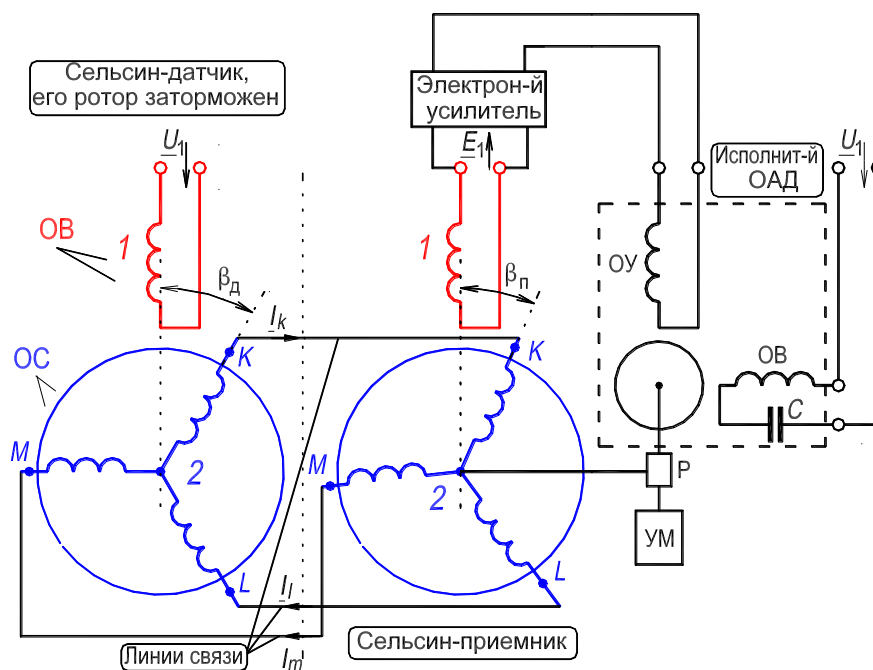 Сельсин-датчик,
его ротор заторможен
Электрон-й
усилитель
U1
E1
Исполнит-й
ОАД
U1
ОВ
1
βд
1
βп
ОУ
ОС
Ik
K
K
ОВ
C
M
2
M
2
Р
УМ
L
L
Il
Im
Линии связи
Сельсин-приемник